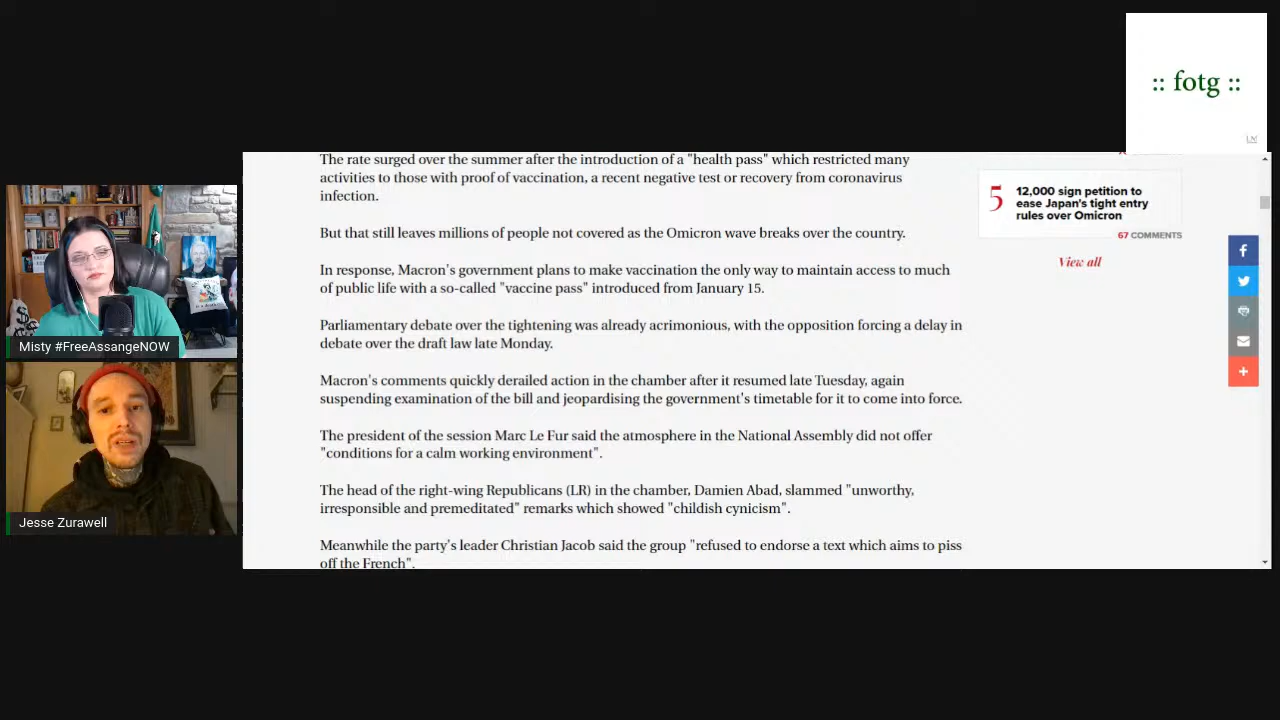 :: fotg ::
The rate surged over the summer after the introduction of a "health pass" which restricted many
activities to those with proof of vaccination, a recent negative test or recovery from coronavirus
infection.
But that still leaves millions of people not covered as the Omicron wave breaks over the country.
In response, Macron's government plans to make vaccination the only way to maintain access to much
of public life with a so-called "vaccine pass" introduced from January 15.
Parliamentary debate over the tightening was already acrimonious, with the opposition forcing a delay in
debate over the draft law late Monday.
Macron's comments quickly derailed action in the chamber after it resumed late Tuesday, again
suspending examination of the bill and jeopardising the government's timetable for it to come into force.
The president of the session Marc Le Fur said the atmosphere in the National Assembly did not offer
"conditions for a calm working environment".
The head of the right-wing Republicans (LR) in the chamber, Damien Abad, slammed "unworthy,
irresponsible and premeditated" remarks which showed "childish cynicism".
Meanwhile the party's leader Christian Jacob said the group "refused to endorse a text which aims to piss
off the French".
5
12,000 sign petition to
ease Japan's tight entry
rules over Omicron
67 COMMENTS
View all
Misty #FreeAssangeNOW
Jesse Zurawell